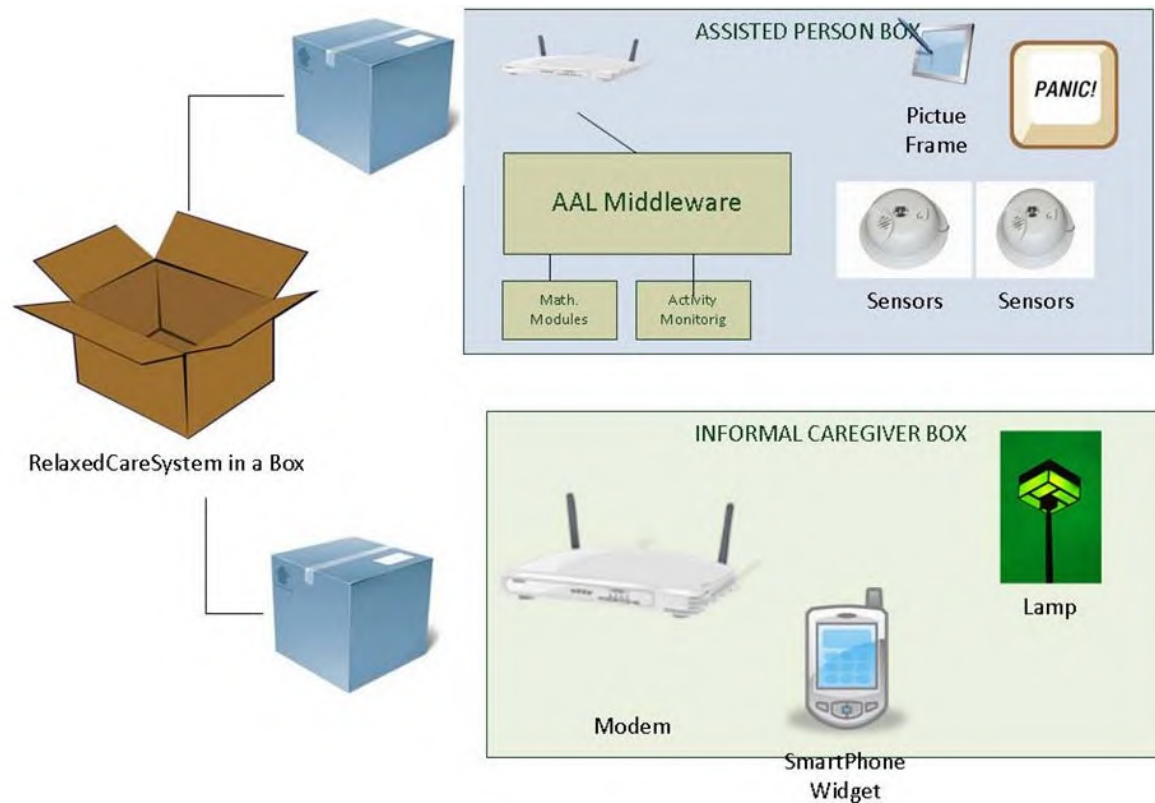 ASSISTED PERSON BOX
PANIC!
Pictue
Frame
AAL Middleware
Math.
Modules
Activity
Monitorig
Sensors
Sensors
RelaxedCareSystem in a Box
INFORMAL CAREGIVER BOX
Lamp
Modem
SmartPhone
Widget